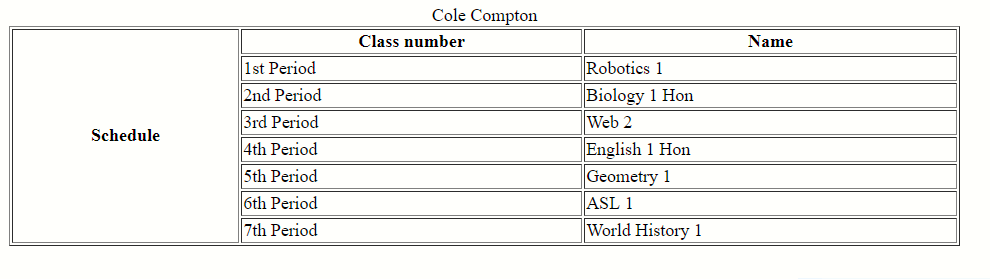 Cole Compton
Schedule
Class number Name
1st Period Robotics 1
2nd Period Biology 1 Hon
3rd Period Web 2
4th Period English 1 Hon
5th Period Geometry 1
6th Period ASL 1
7th Period World History 1